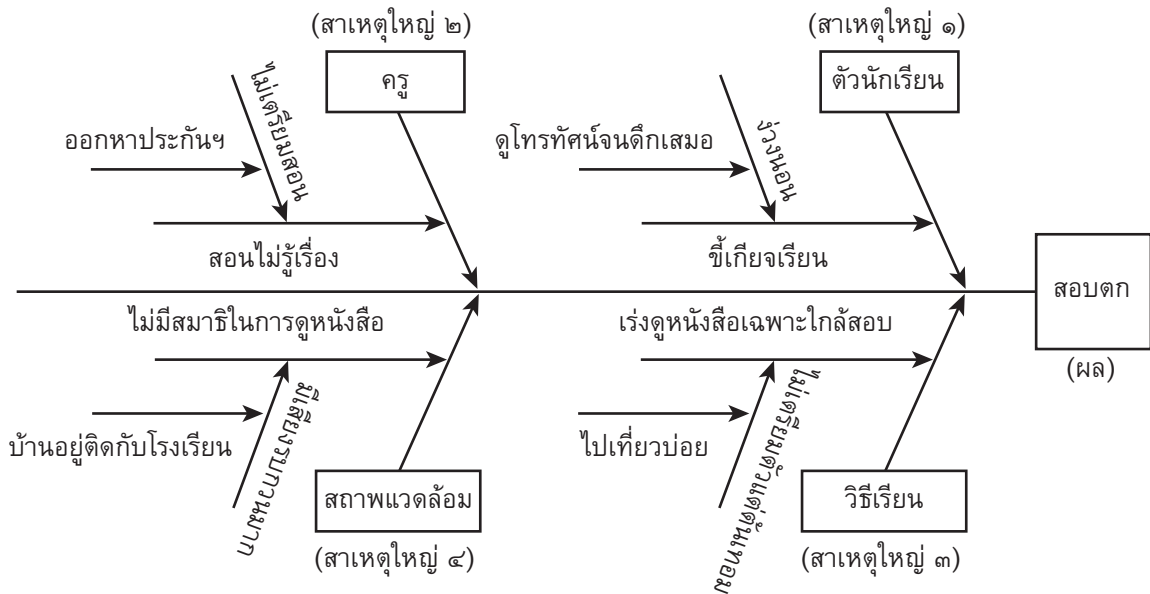 (สาเหตุใหญ่ ๒)
(สาเหตุใหญ่ ๑)
ครู
ตัวนักเรียน
ไม่เตรียมสอน
ออกหาประกันฯ
ดูโทรทัศน์จนดึกเสมอ
ง่วงนอน
สอนไม่รู้เรื่อง
ขี้เกียจเรียน
สอบตก
(ผล)
ไม่มีสมาธิในการดูหนังสือ
เร่งดูหนังสือเฉพาะใกล้สอบ
บ้านอยู่ติดกับโรงเรียน
มีเสียงรบกวนมาก
ไปเที่ยวบ่อย
ไม่เตรียมตัวแต่ต้นเทอม
สถาพแวดล้อม
วิธีเรียน
(สาเหตุใหญ่ ๔)
(สาเหตุใหญ่ ๓)